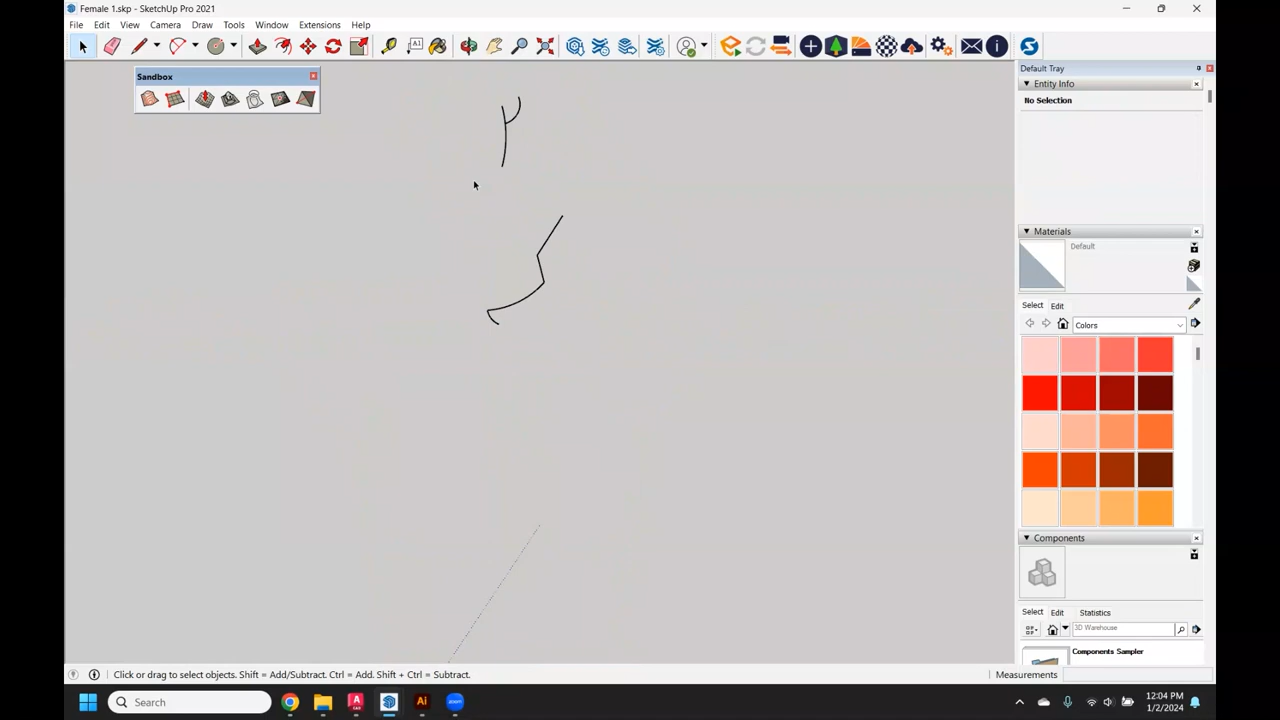 Female 1.skp - SketchUp Pro 2021
File Edit View Camera Draw Tools Window Extensions Help
Sandbox
Default Tray
Entity Info
No Selection
Materials
Default
Select Edit
Colors
Components
Select Edit Statistics
3D Warehouse
Components Sampler
Click or drag to select objects. Shift = Add/Subtract. Ctrl = Add. Shift + Ctrl = Subtract.
Measurements
Search
12:04 PM
1/2/2024